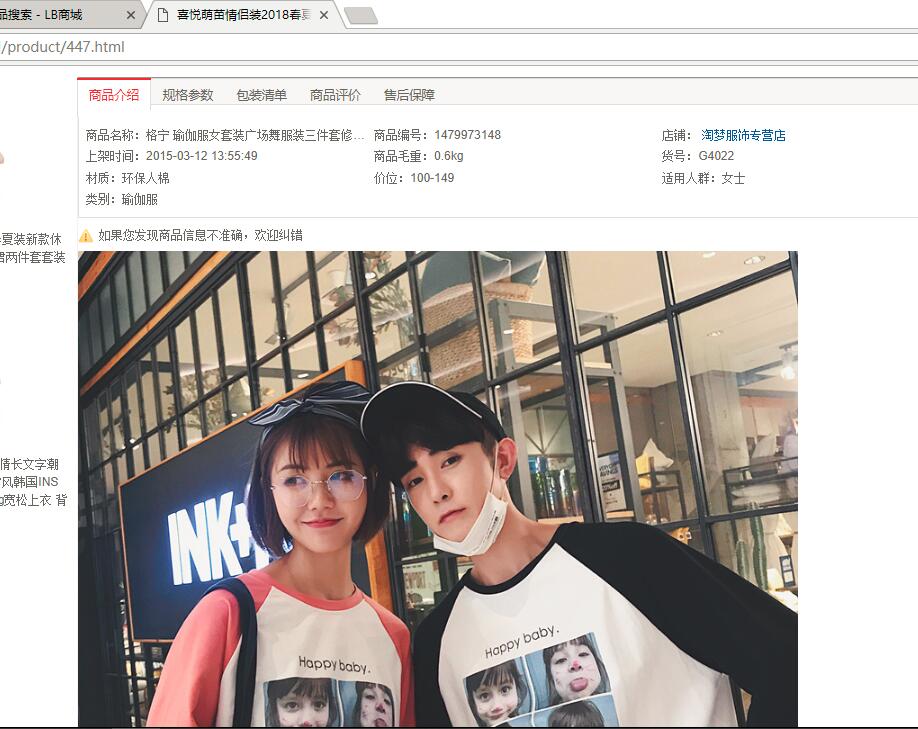 品搜索 - LB商城
喜悦萌苗情侣装2018春夏
/product/447.html
商品介绍 规格参数 包装清单 商品评价 售后保障
商品名称：格宁 瑜伽服女套装广场舞服装三件套修... 商品编号：1479973148 店铺： 淘梦服饰专营店
上架时间：2015-03-12 13:55:49 商品毛重：0.6kg 货号：G4022
材质：环保人棉 价位：100-149 适用人群：女士
类别：瑜伽服
夏装新款休
两件套套装
如果您发现商品信息不准确，欢迎纠错
情长文字潮
风韩国INS
g宽松上衣 背
INK+
Happy baby.
Happy baby.